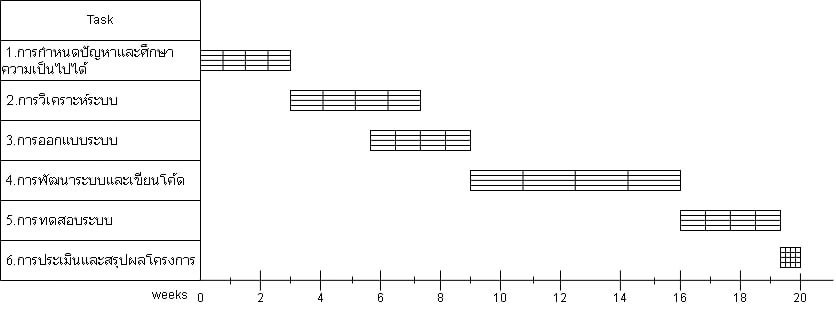 Task
1.การกำหนดปัญหาและศึกษา
ความเป็นไปได้
2.การวิเคราะห์ระบบ
3.การออกแบบระบบ
4.การพัฒนาระบบและเขียนโค้ด
5.การทดสอบระบบ
6.การประเมินและสรุปผลโครงการ
weeks 0 2 4 6 8 10 12 14 16 18 20